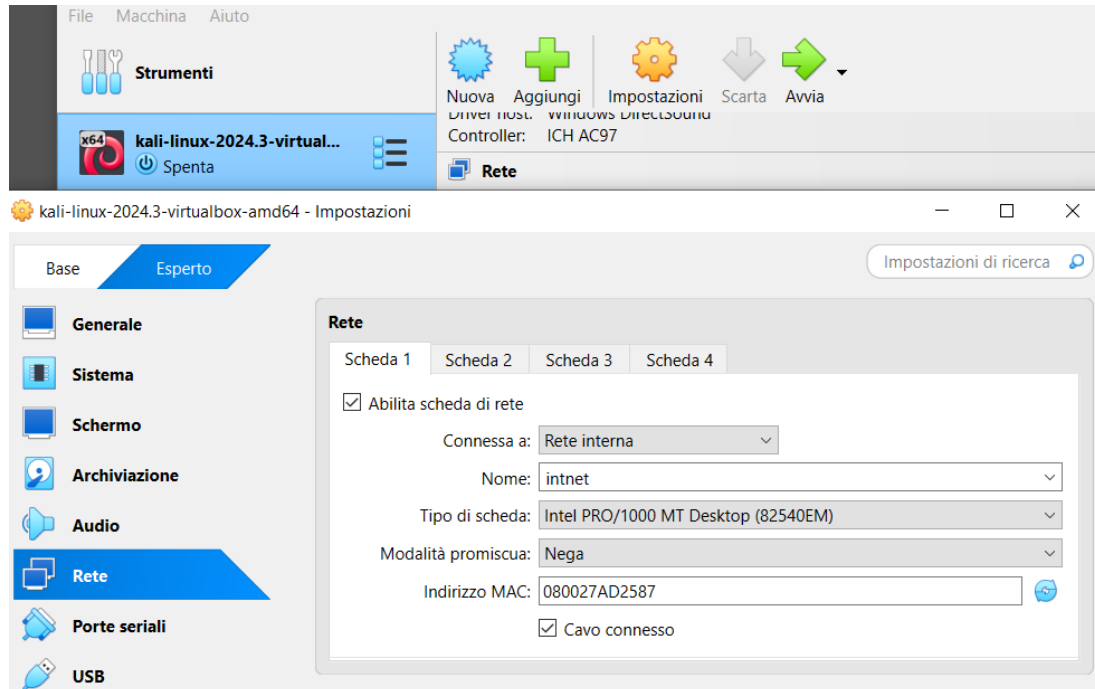 File Macchina Aiuto
Strumenti
Nuova Aggiungi Impostazioni Scarta Avvia
x64 kali-linux-2024.3-virtual...
Spenta
Driver host: Windows DirectSound
Controller: ICH AC97
Rete
kali-linux-2024.3-virtualbox-amd64 - Impostazioni
Base Esperto
Impostazioni di ricerca
Generale
Sistema
Schermo
Archiviazione
Audio
Rete
Porte seriali
USB
Rete
Scheda 1 Scheda 2 Scheda 3 Scheda 4
Abilita scheda di rete
Connessa a: Rete interna
Nome: intnet
Tipo di scheda: Intel PRO/1000 MT Desktop (82540EM)
Modalità promiscua: Nega
Indirizzo MAC: 080027AD2587
Cavo connesso